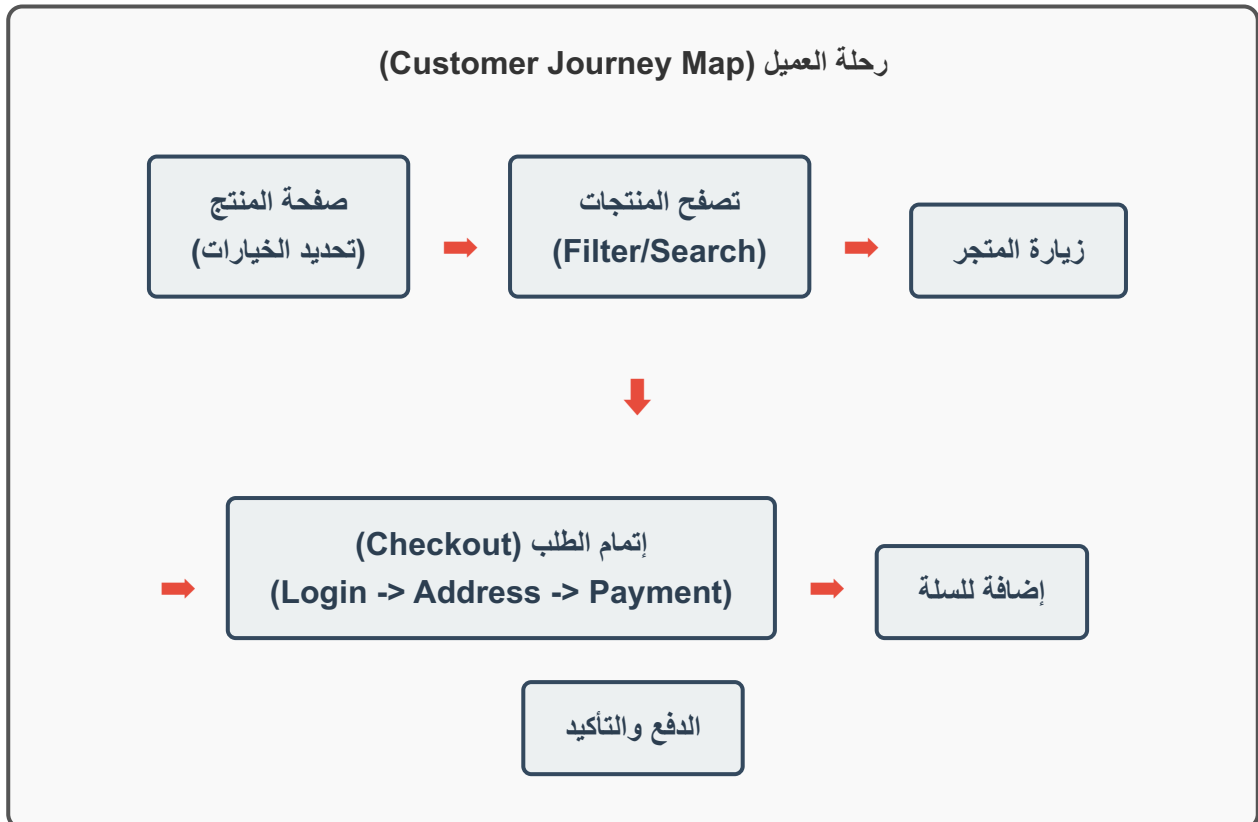 رحلة العميل (Customer Journey Map)
زيارة المتجر
تصفح المنتجات
(Filter/Search)
صفحة المنتج
(تحديد الخيارات)
إضافة للسلة
إتمام الطلب (Checkout)
(Login -> Address -> Payment)
الدفع والتأكيد